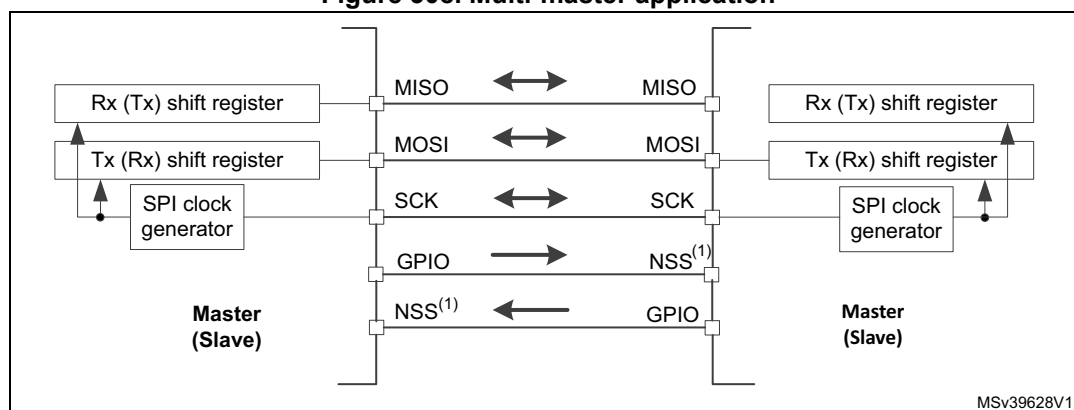 Figure 308. Multi-master application
MISO MISO
Rx (Tx) shift register Rx (Tx) shift register
MOSI MOSI
Tx (Rx) shift register Tx (Rx) shift register
SCK SCK
SPI clock SPI clock
generator generator
GPIO NSS(1)
NSS(1) GPIO
Master Master
(Slave) (Slave)
MSv39628V1